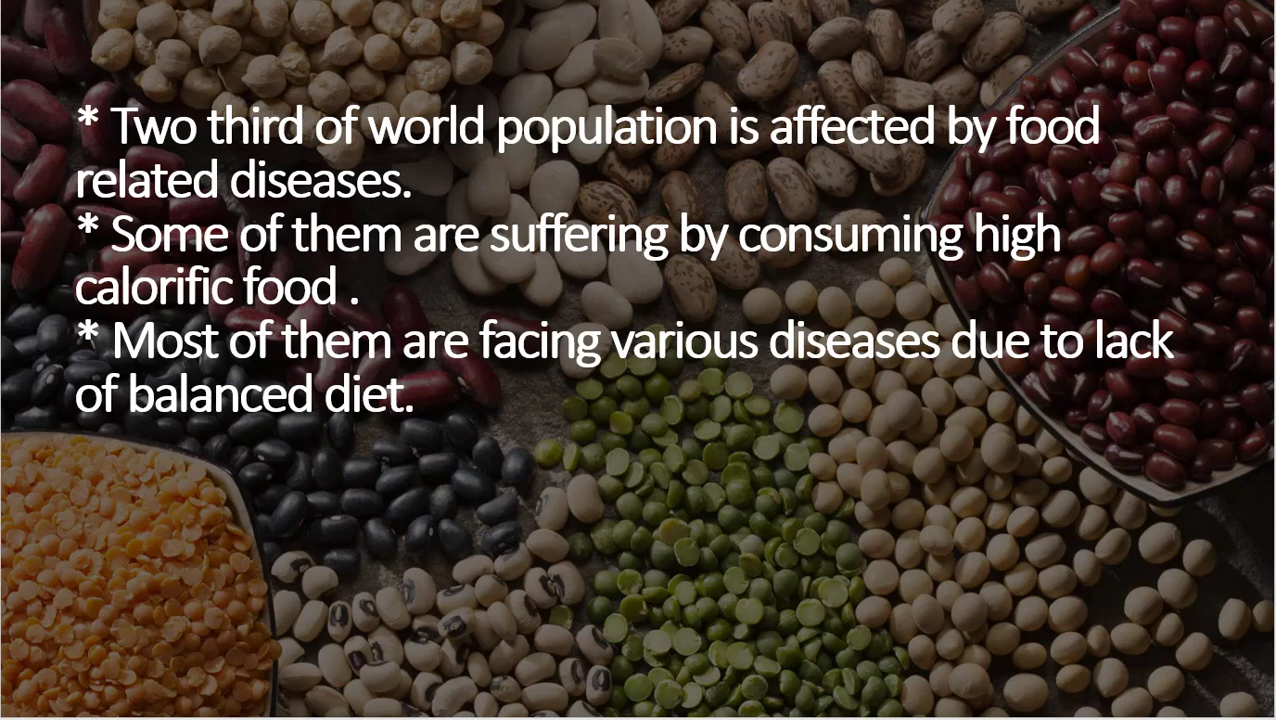 * Two third of world population is affected by food
related diseases.
* Some of them are suffering by consuming high
calorific food .
* Most of them are facing various diseases due to lack
of balanced diet.